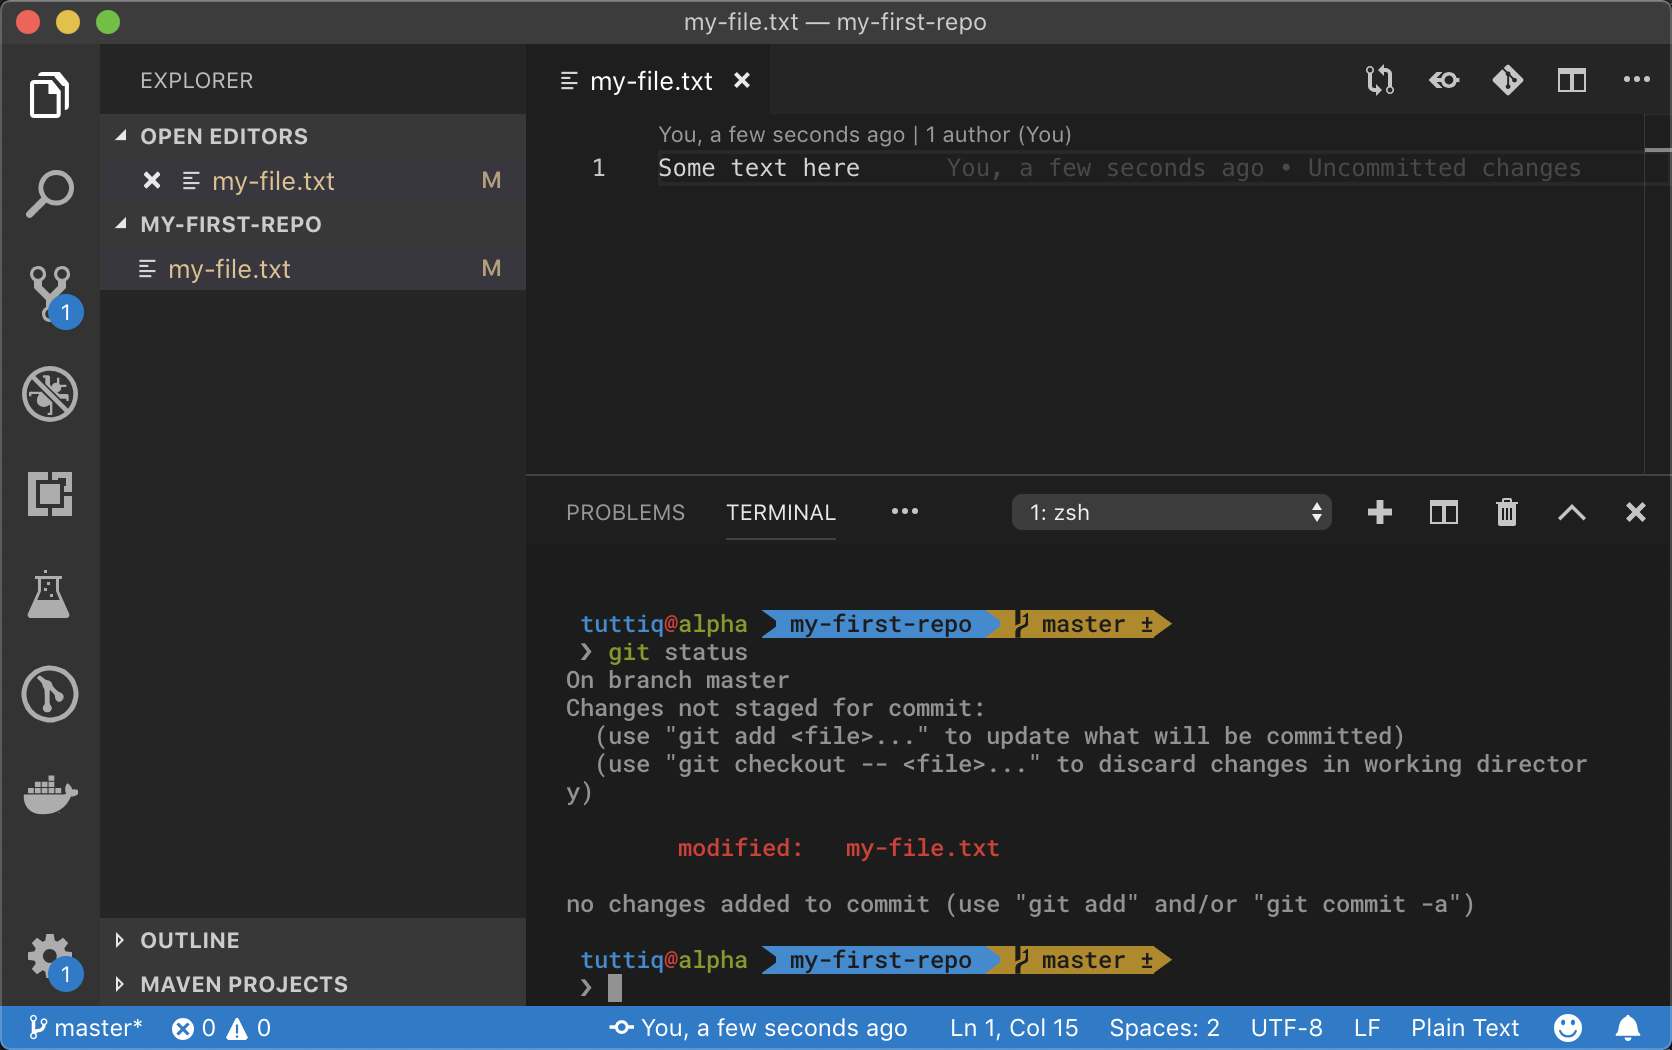 my-file.txt — my-first-repo
EXPLORER
OPEN EDITORS
my-file.txt M
MY-FIRST-REPO
my-file.txt M
OUTLINE
MAVEN PROJECTS
1
1
my-file.txt
You, a few seconds ago | 1 author (You)
1 Some text here You, a few seconds ago • Uncommitted changes
PROBLEMS TERMINAL ••• 1: zsh
tuttiq@alpha my-first-repo master ±
❯ git status
On branch master
Changes not staged for commit:
(use "git add <file>..." to update what will be committed)
(use "git checkout -- <file>..." to discard changes in working director
y)
modified: my-file.txt
no changes added to commit (use "git add" and/or "git commit -a")
tuttiq@alpha my-first-repo master ±
❯
master* 0 0 You, a few seconds ago Ln 1, Col 15 Spaces: 2 UTF-8 LF Plain Text